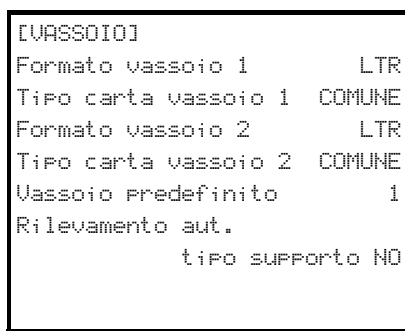 [VASSOIO]
Formato vassoio 1 LTR
Tipo carta vassoio 1 COMUNE
Formato vassoio 2 LTR
Tipo carta vassoio 2 COMUNE
Vassoio predefinito 1
Rilevamento aut.
tipo supporto NO